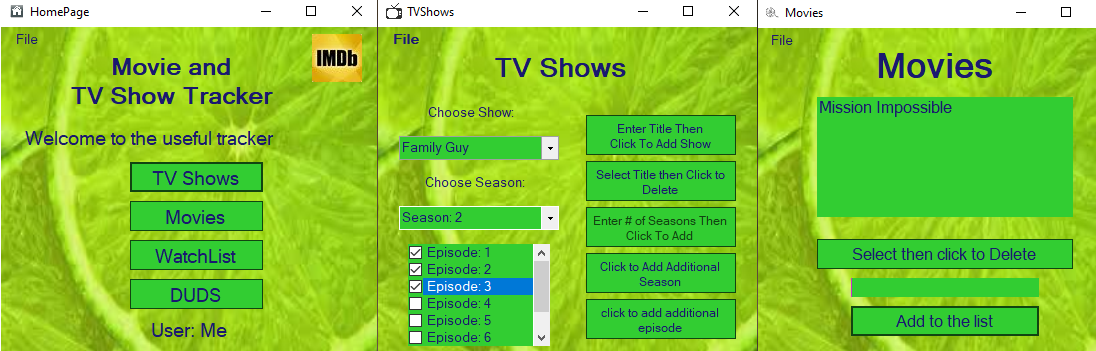 HomePage
File
IMDb
Movie and
TV Show Tracker
Welcome to the useful tracker
TV Shows
Movies
WatchList
DUDS
User: Me
TVShows
File
TV Shows
Choose Show:
Family Guy
Choose Season:
Season: 2
Episode: 1
Episode: 2
Episode: 3
Episode: 4
Episode: 5
Episode: 6
Enter Title Then
Click To Add Show
Select Title then Click to
Delete
Enter # of Seasons Then
Click To Add
Click to Add Additional
Season
click to add additional
episode
Movies
File
Movies
Mission Impossible
Select then click to Delete
Add to the list